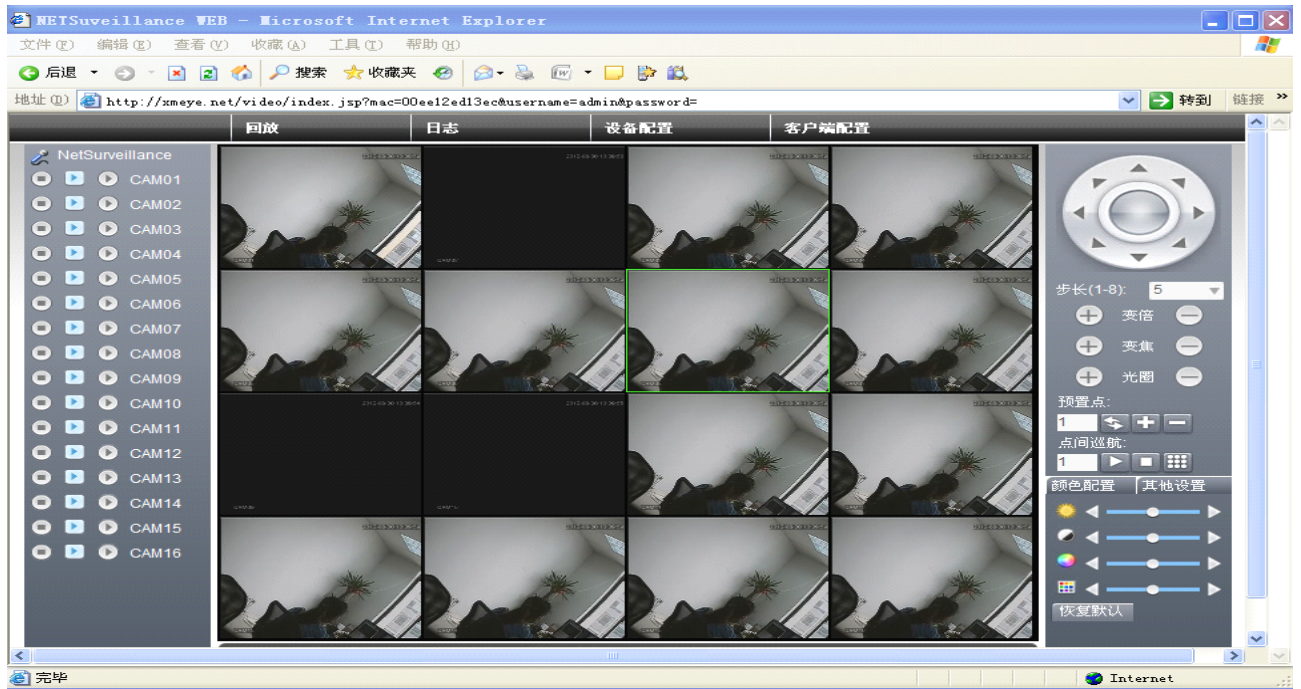 NETSuveillance WEB - Microsoft Internet Explorer
文件(F) 编辑(E) 查看(V) 收藏(A) 工具(T) 帮助(H)
后退 搜索 收藏夹
地址(D) http://xmeye.net/video/index.jsp?mac=00ee12ed13ec&username=admin&password= 转到 链接 »
回放 日志 设备配置 客户端配置
NetSurveillance
CAM01
CAM02
CAM03
CAM04
CAM05
CAM06
CAM07
CAM08
CAM09
CAM10
CAM11
CAM12
CAM13
CAM14
CAM15
CAM16
步长(1-8): 5
变倍
变焦
光圈
预置点:
1
点间巡航:
1
颜色配置 其他设置
恢复默认
完毕 Internet